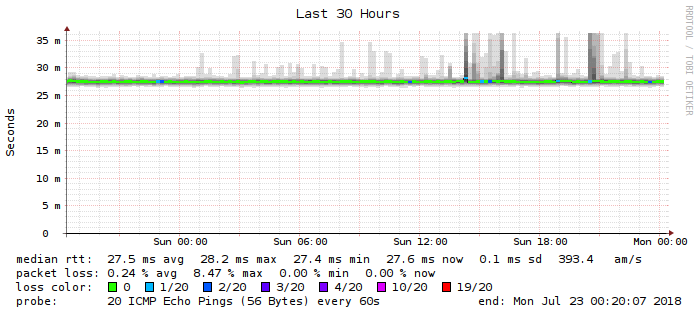 Last 30 Hours
RRDTOOL / TOBI OETIKER
Seconds
35 m
30 m
25 m
20 m
15 m
10 m
5 m
0
Sun 00:00 Sun 06:00 Sun 12:00 Sun 18:00 Mon 00:00
median rtt: 27.5 ms avg 28.2 ms max 27.4 ms min 27.6 ms now 0.1 ms sd 393.4 am/s
packet loss: 0.24 % avg 8.47 % max 0.00 % min 0.00 % now
loss color: 0 1/20 2/20 3/20 4/20 10/20 19/20
probe: 20 ICMP Echo Pings (56 Bytes) every 60s end: Mon Jul 23 00:20:07 2018